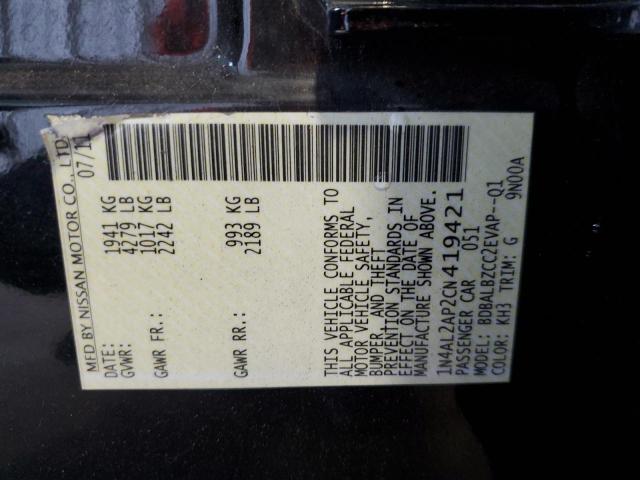 MFD BY NISSAN MOTOR CO., LTD.
DATE: 07/11
GVWR: 1941 KG
4279 LB
GAWR FR.: 1017 KG
2242 LB
GAWR RR.: 993 KG
2189 LB
THIS VEHICLE CONFORMS TO
ALL APPLICABLE FEDERAL
MOTOR VEHICLE SAFETY,
BUMPER, AND THEFT
PREVENTION STANDARDS IN
EFFECT ON THE DATE OF
MANUFACTURE SHOWN ABOVE.
1N4AL2AP2CN419421
PASSENGER CAR 051
MODEL: BDBALBZCC2EVAP--Q1
COLOR: KH3 TRIM: G 9N00A